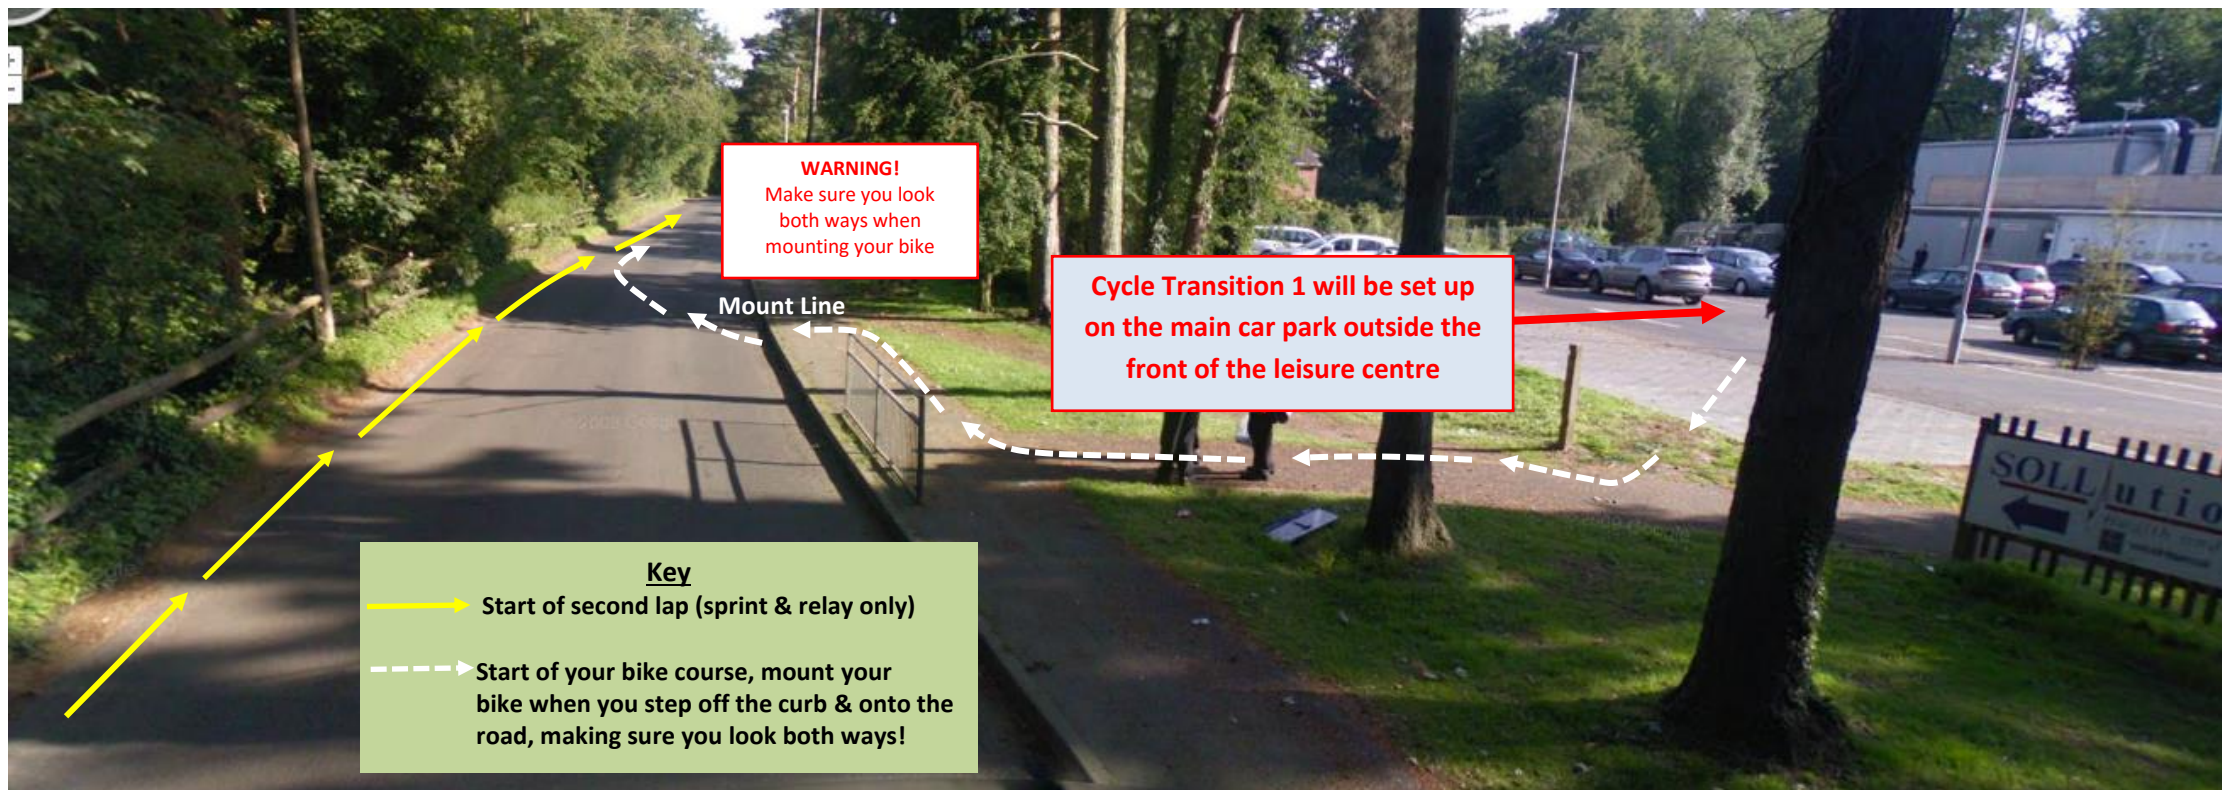 WARNING!
Make sure you look
both ways when
mounting your bike
Mount Line
Cycle Transition 1 will be set up
on the main car park outside the
front of the leisure centre
SOLL utio
Key
Start of second lap (sprint & relay only)
Start of your bike course, mount your
bike when you step off the curb & onto the
road, making sure you look both ways!